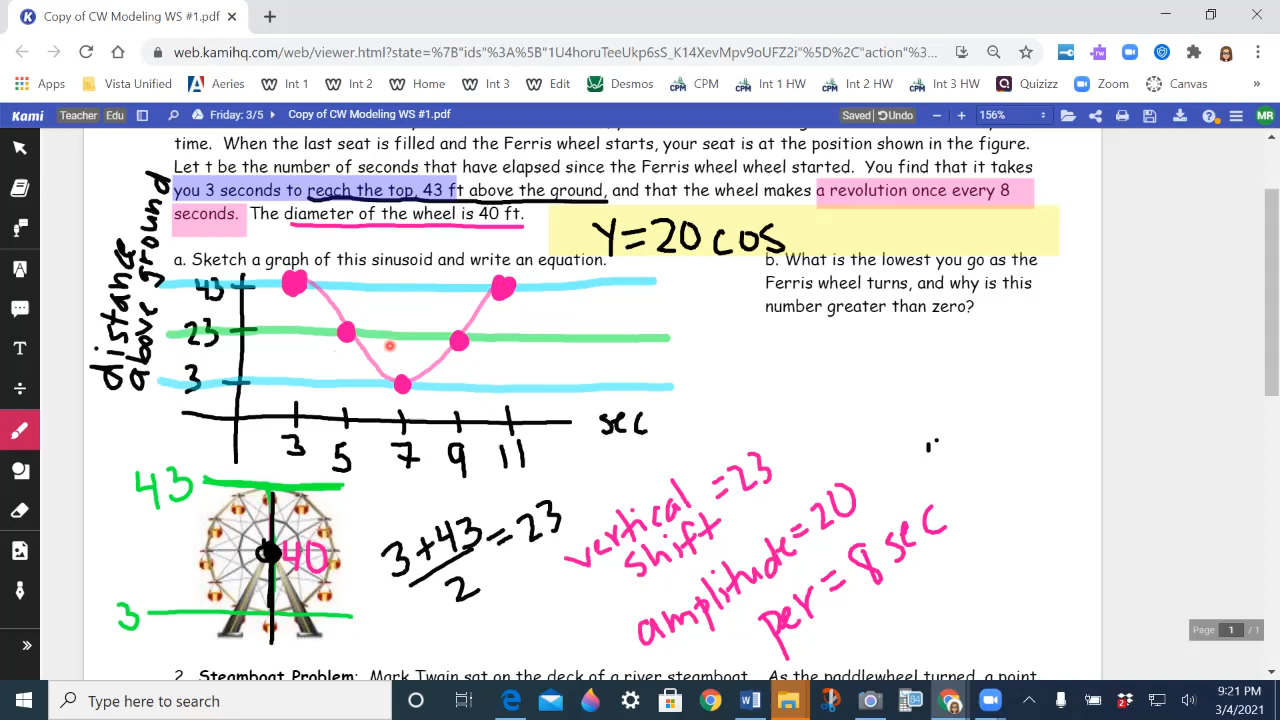 Copy of CW Modeling WS #1.pdf
web.kamihq.com/web/viewer.html?state=%7B"ids"%3A%5B"1U4horuTeeUkp6sS_K14XevMpv9oUFZ2i"%5D%2C"action"%3...
Apps Vista Unified Aeries Int 1 Int 2 Home Int 3 Edit Desmos CPM Int 1 HW Int 2 HW Int 3 HW Quizizz Zoom Canvas »
Kami Teacher Edu Friday: 3/5 Copy of CW Modeling WS #1.pdf Saved Undo 156% MR
time. When the last seat is filled and the Ferris wheel starts, your seat is at the position shown in the figure.
Let t be the number of seconds that have elapsed since the Ferris wheel wheel started. You find that it takes
you 3 seconds to reach the top, 43 ft above the ground, and that the wheel makes a revolution once every 8
seconds. The diameter of the wheel is 40 ft.
Y=20cos
a. Sketch a graph of this sinusoid and write an equation.
b. What is the lowest you go as the
Ferris wheel turns, and why is this
number greater than zero?
distance
above ground
43
23
3
3 5 7 9 11 sec
43
40
3
3+43 = 23
2
vertical = 23
shift
amplitude = 20
per = 8 sec
Page 1 / 1
2. Steamboat Problem: Mark Twain sat on the deck of a river steamboat. As the paddlewheel turned, a point
Type here to search
9:21 PM
3/4/2021